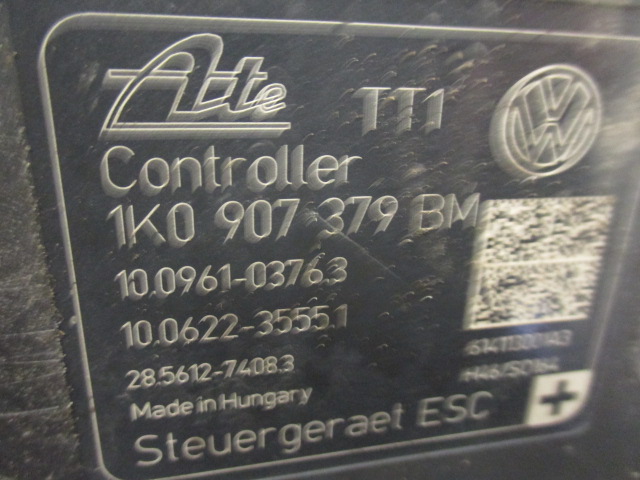 Ate TT1
Controller
1K0 907 379 BM
10.0961-0376.3
10.0622-3555.1
28.5612-7408.3
Made in Hungary
Steuergeraet ESC